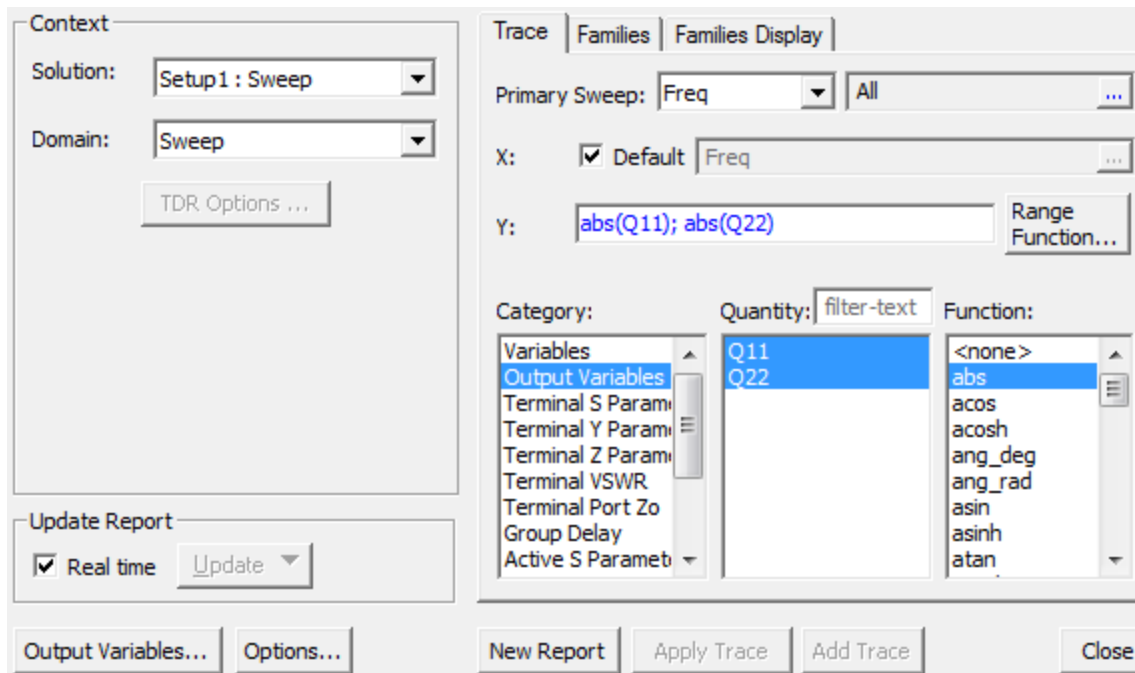 Context
Solution: Setup1 : Sweep
Domain: Sweep
TDR Options ...
Update Report
Real time Update
Output Variables... Options...
Trace Families Families Display
Primary Sweep: Freq All ...
X: Default Freq ...
Y: abs(Q11); abs(Q22) Range Function...
Category: Quantity: filter-text Function:
Variables
Output Variables
Terminal S Param
Terminal Y Param
Terminal Z Param
Terminal VSWR
Terminal Port Zo
Group Delay
Active S Paramet
Q11
Q22
<none>
abs
acos
acosh
ang_deg
ang_rad
asin
asinh
atan
New Report Apply Trace Add Trace Close